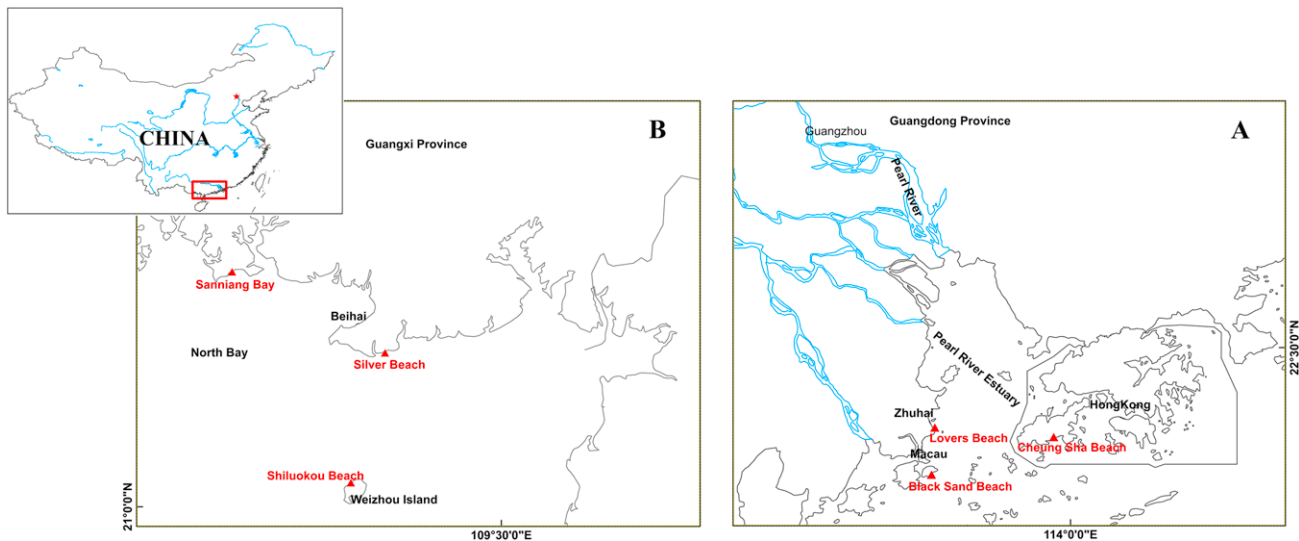 CHINA
B
Guangxi Province
Sanniang Bay
Beihai
North Bay
Silver Beach
Shiluokou Beach
Weizhou Island
21°0'0"N
109°30'0"E
A
Guangdong Province
Guangzhou
Pearl River
Pearl River Estuary
22°30'N
HongKong
Zhuhai
Lovers Beach
Cheung Sha Beach
Macau
Black Sand Beach
114°0'0"E